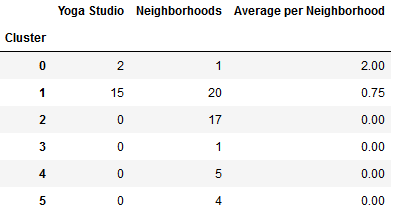 Yoga Studio Neighborhoods Average per Neighborhood
Cluster
0 2 1 2.00
1 15 20 0.75
2 0 17 0.00
3 0 1 0.00
4 0 5 0.00
5 0 4 0.00